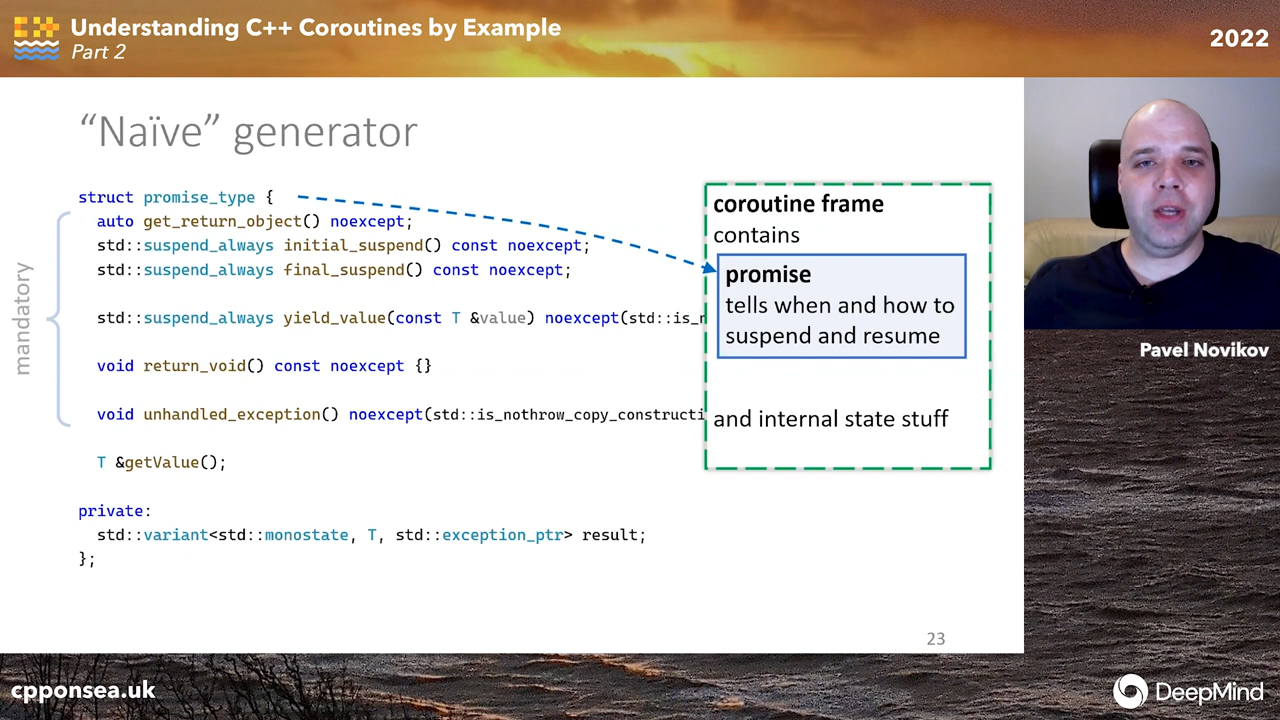 Understanding C++ Coroutines by Example
Part 2
2022
“Naïve” generator
struct promise_type {
auto get_return_object() noexcept;
std::suspend_always initial_suspend() const noexcept;
std::suspend_always final_suspend() const noexcept;
std::suspend_always yield_value(const T &value) noexcept(std::is_n
void return_void() const noexcept {}
void unhandled_exception() noexcept(std::is_nothrow_copy_constructi
T &getValue();
private:
std::variant<std::monostate, T, std::exception_ptr> result;
};
mandatory
coroutine frame
contains
promise
tells when and how to
suspend and resume
and internal state stuff
23
Pavel Novikov
cpponsea.uk
DeepMind